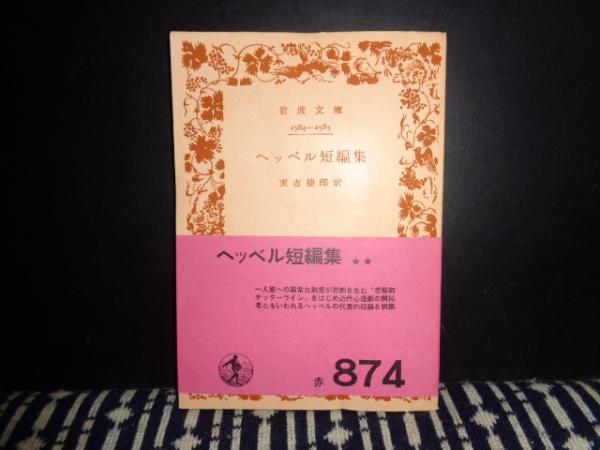 岩波文庫
2584—2585
ヘッベル短編集
実吉捷郎訳
ヘッベル短編集 ★★
一人娘への異常な熱愛が悲劇を生む「理髪師
チッターライン」をはじめ近代心理劇の開拓
者ともいわれるヘッベルの代表的短編を網羅.
赤 874